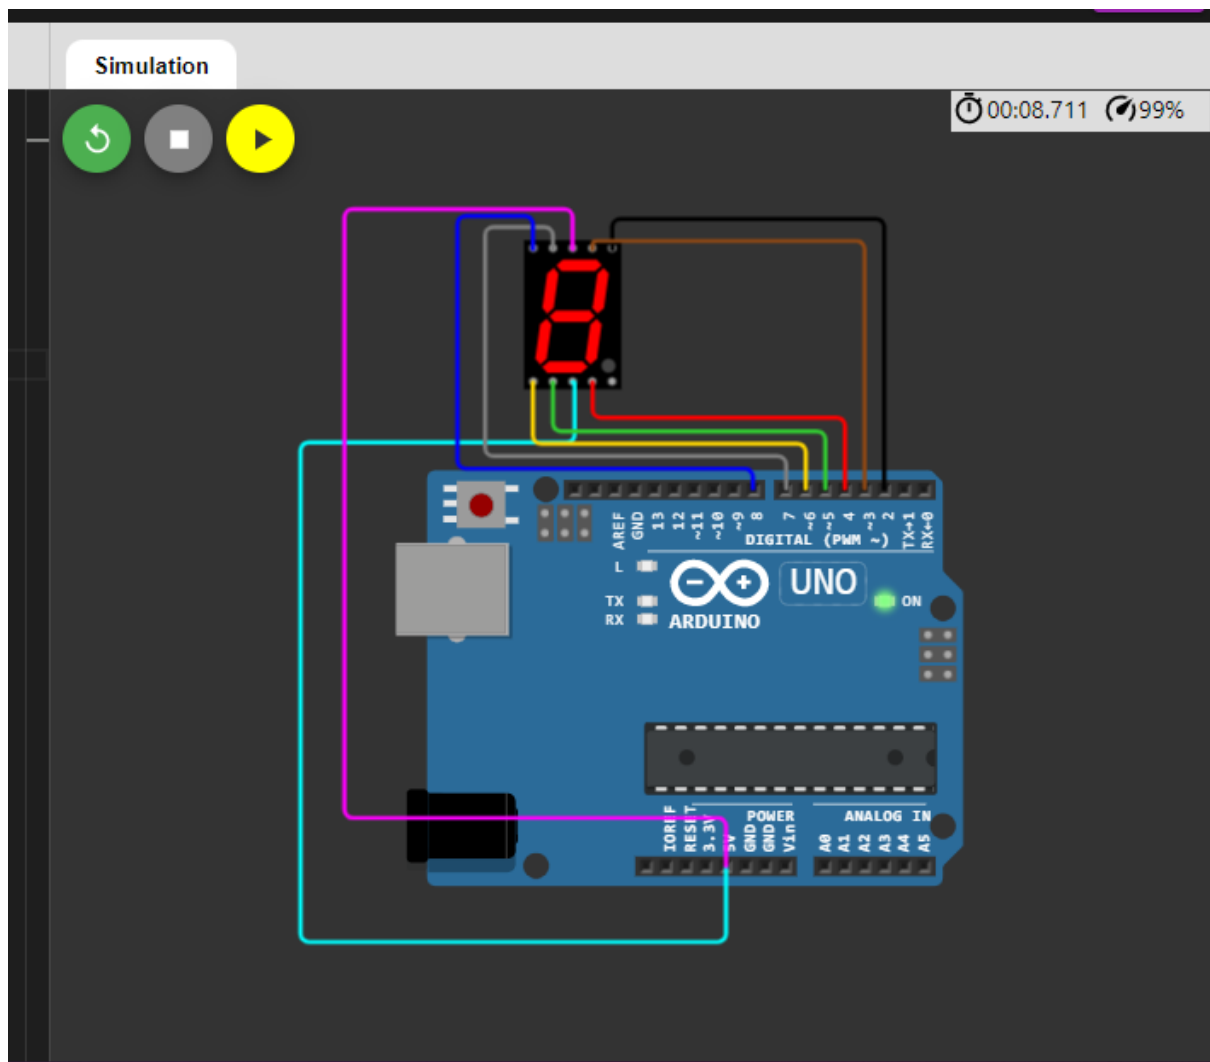 Simulation
00:08.711 99%
AREF
GND
13
12
~11
~10
~9
8
7
~6
~5
4
~3
2
TX→1
RX←0
DIGITAL (PWM ~)
L
TX
RX
UNO
ON
ARDUINO
IOREF
RESET
3.3V
5V
GND
GND
Vin
POWER
ANALOG IN
A0
A1
A2
A3
A4
A5